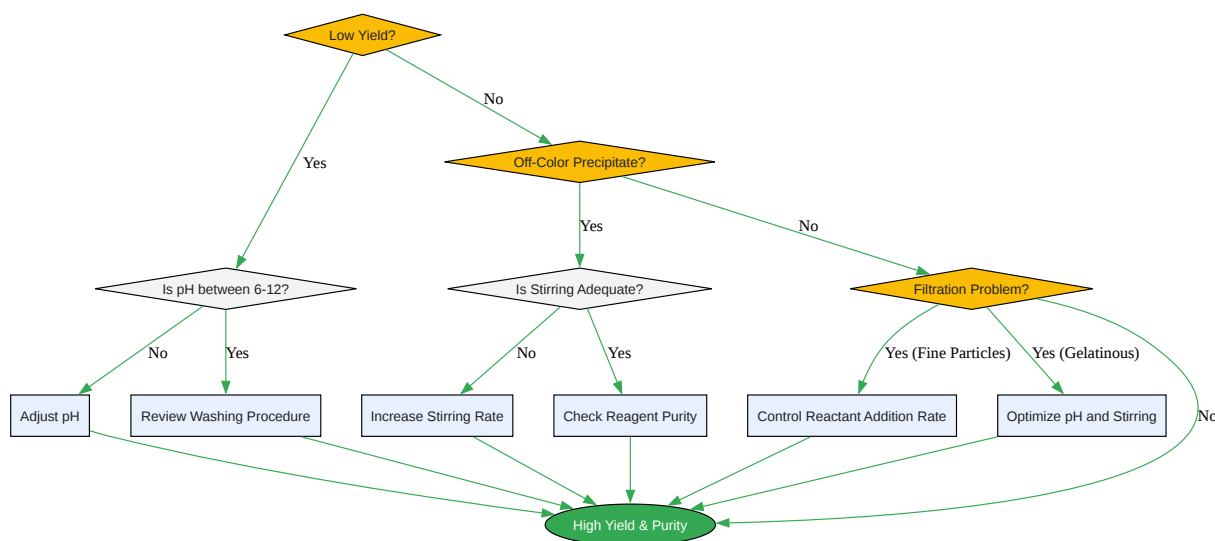 Low Yield?
No
Off-Color Precipitate?
Yes
Yes
No
Is pH between 6-12?
Is Stirring Adequate?
Filtration Problem?
No
Yes
No
Yes
Yes (Fine Particles)
Yes (Gelatinous)
No
Adjust pH
Review Washing Procedure
Increase Stirring Rate
Check Reagent Purity
Control Reactant Addition Rate
Optimize pH and Stirring
High Yield & Purity